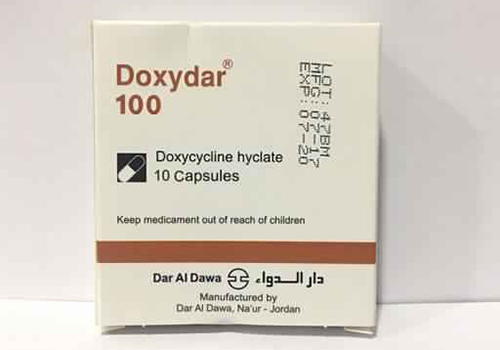 Doxydar®
100
LOT: 47BM
MFG: 07-17
EXP: 07-20
Doxycycline hyclate
10 Capsules
Keep medicament out of reach of children
Dar Al Dawa دار الدواء
Manufactured by
Dar Al Dawa, Na'ur - Jordan